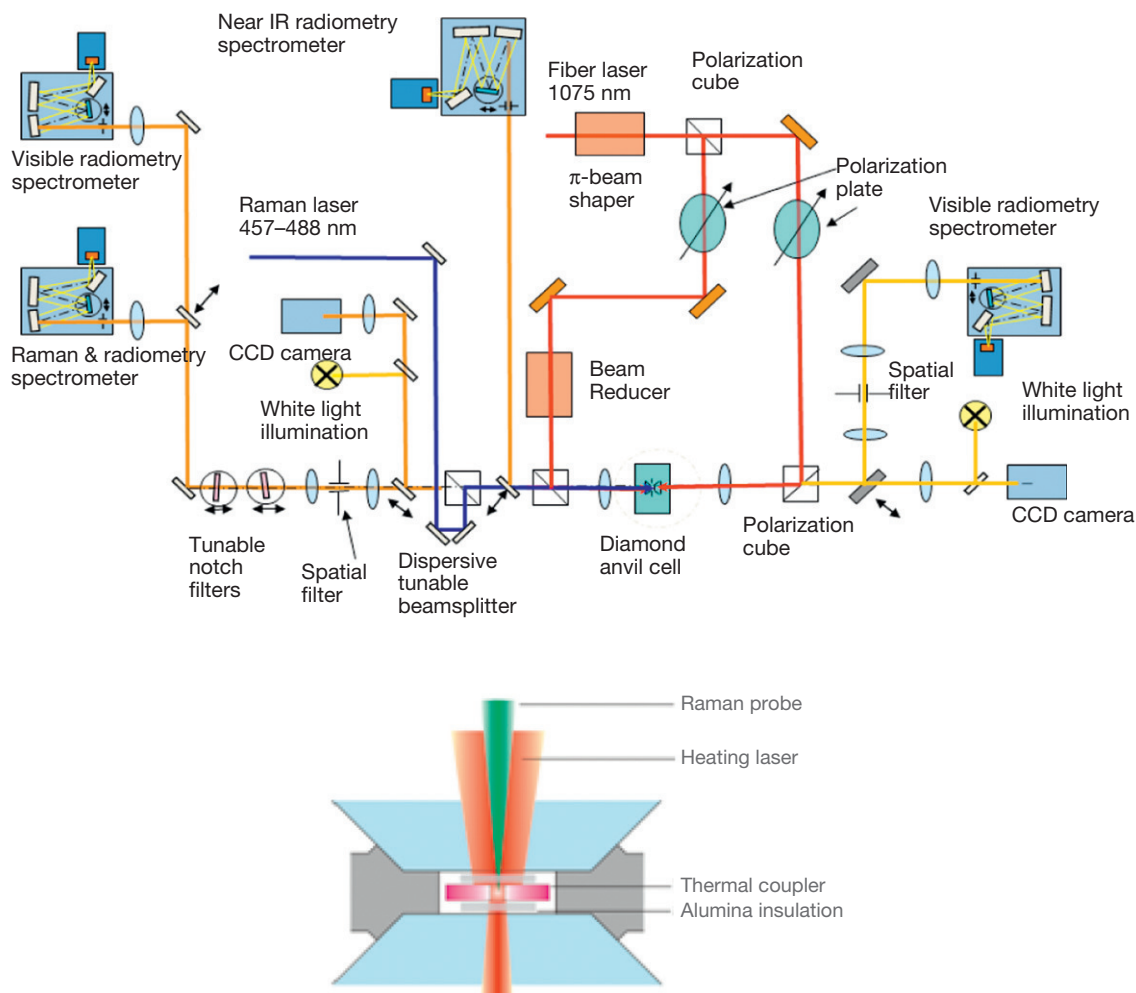 Near IR radiometry
spectrometer
Fiber laser
1075 nm
Polarization
cube
Visible radiometry
spectrometer
π-beam
shaper
Polarization
plate
Visible radiometry
spectrometer
Raman laser
457–488 nm
Raman & radiometry
spectrometer
CCD camera
White light
illumination
Beam
Reducer
Spatial
filter
White light
illumination
Tunable
notch
filters
Spatial
filter
Dispersive
tunable
beamsplitter
Diamond
anvil cell
Polarization
cube
CCD camera
Raman probe
Heating laser
Thermal coupler
Alumina insulation